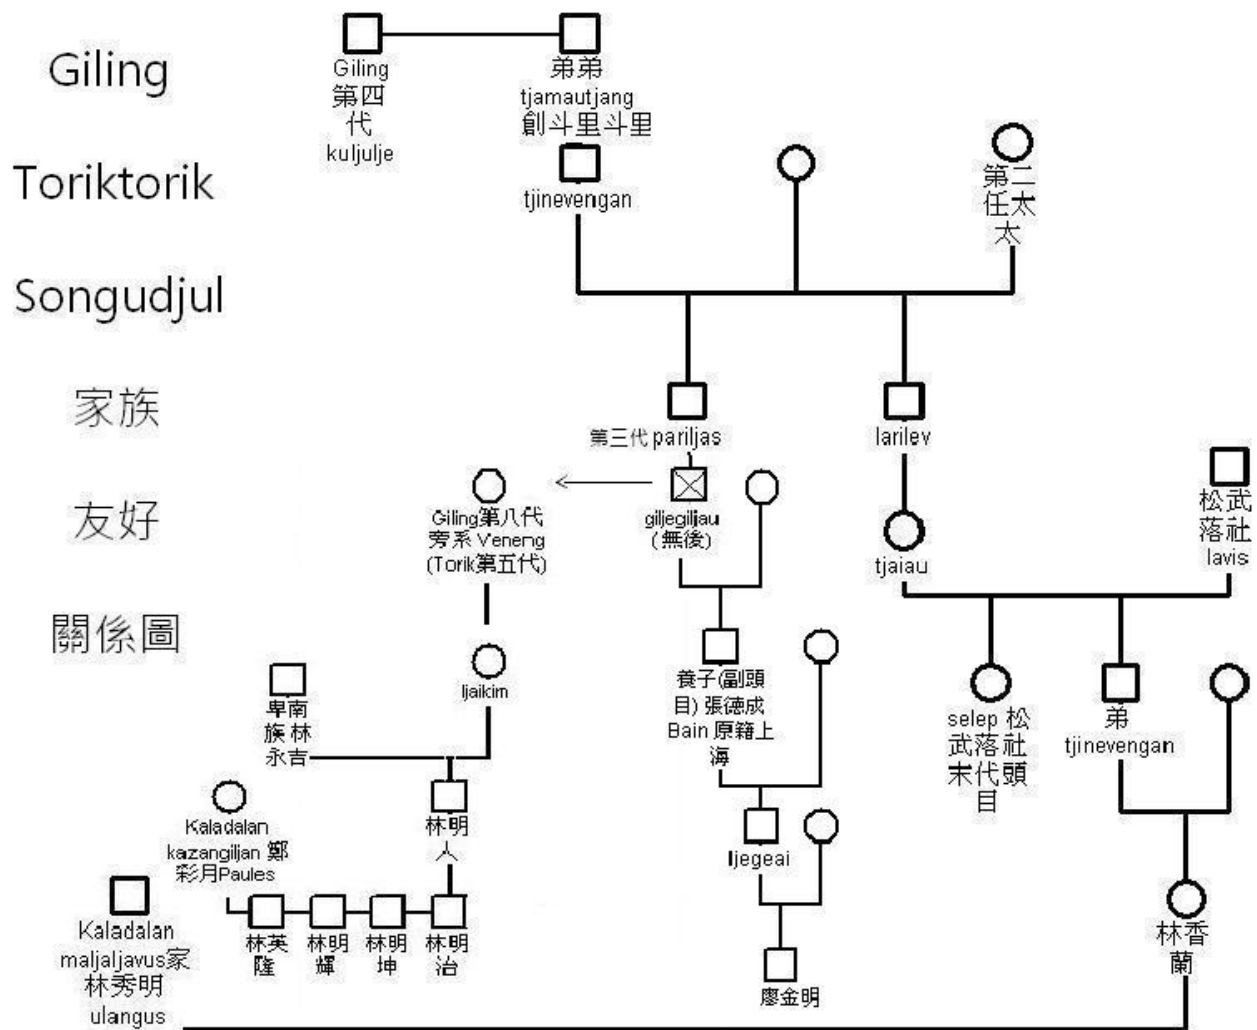 Giling
Toriktorik
Songudjul
家族
友好
關係圖
Giling
第四
代
kuljulje
弟弟
tjamautjang
創斗里斗里
tjinevengan
第二
任太
太
第三代 pariljas
larilev
Giling第八代
旁系 Veneng
(Torik第五代)
giljegiljau
(無後)
tjaiau
松武
落社
lavis
ljaikim
卑南
族林
永吉
養子(副頭
目) 張德成
Bain 原籍上
海
selep 松
武落社
末代頭
目
弟
tjinevengan
Kaladalan
kazangiljan 鄭
彩月Paules
林明
人
ljegeai
Kaladalan
maljaljavus家
林秀明
ulangus
林英
隆
林明
輝
林明
坤
林明
治
廖金明
林香
蘭